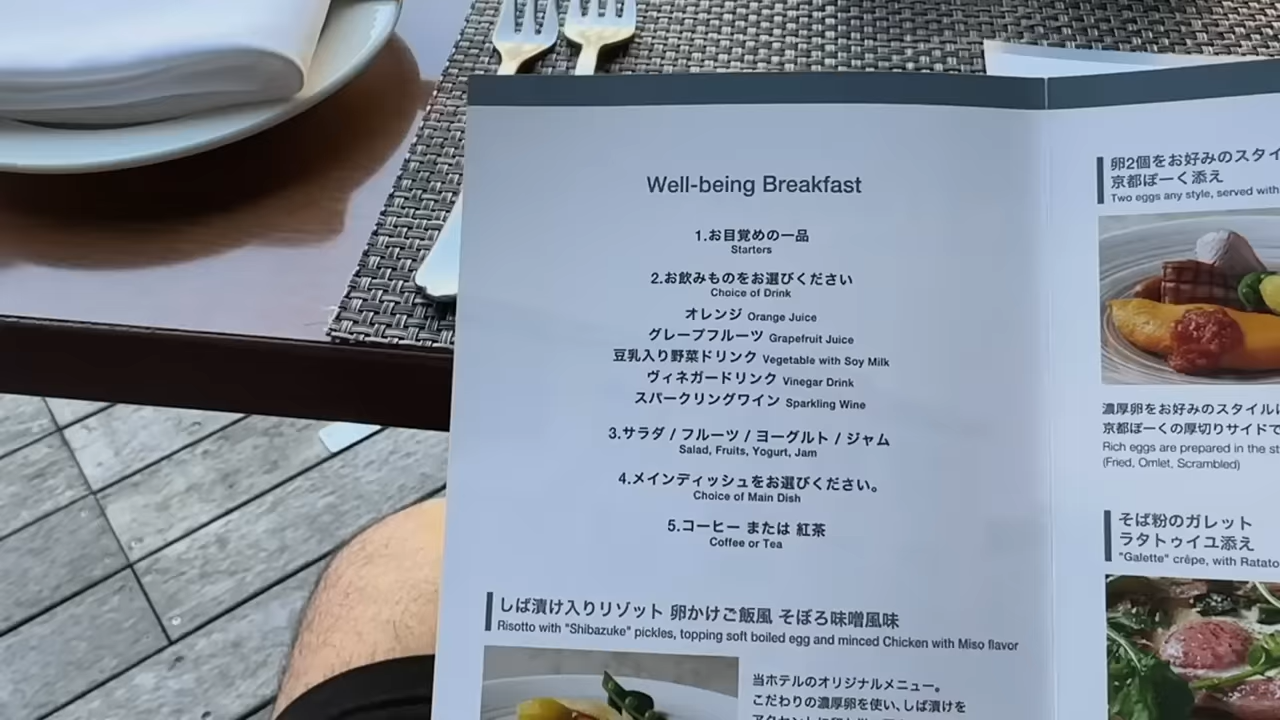 Well-being Breakfast
1.お目覚めの一品
Starters
2.お飲みものをお選びください
Choice of Drink
オレンジ Orange Juice
グレープフルーツ Grapefruit Juice
豆乳入り野菜ドリンク Vegetable with Soy Milk
ヴィネガードリンク Vinegar Drink
スパークリングワイン Sparkling Wine
3.サラダ / フルーツ / ヨーグルト / ジャム
Salad, Fruits, Yogurt, Jam
4.メインディッシュをお選びください。
Choice of Main Dish
5.コーヒー または 紅茶
Coffee or Tea
しば漬け入りリゾット 卵かけご飯風 そぼろ味噌風味
Risotto with "Shibazuke" pickles, topping soft boiled egg and minced Chicken with Miso flavor
当ホテルのオリジナルメニュー。
こだわりの濃厚卵を使い、しば漬けを
卵2個をお好みのスタイ
京都ぽーく添え
Two eggs any style, served with
濃厚卵をお好みのスタイルに
京都ぽーくの厚切りサイドで
Rich eggs are prepared in the st
(Fried, Omlet, Scrambled)
そば粉のガレット
ラタトゥイユ添え
"Galette" crêpe, with Ratato